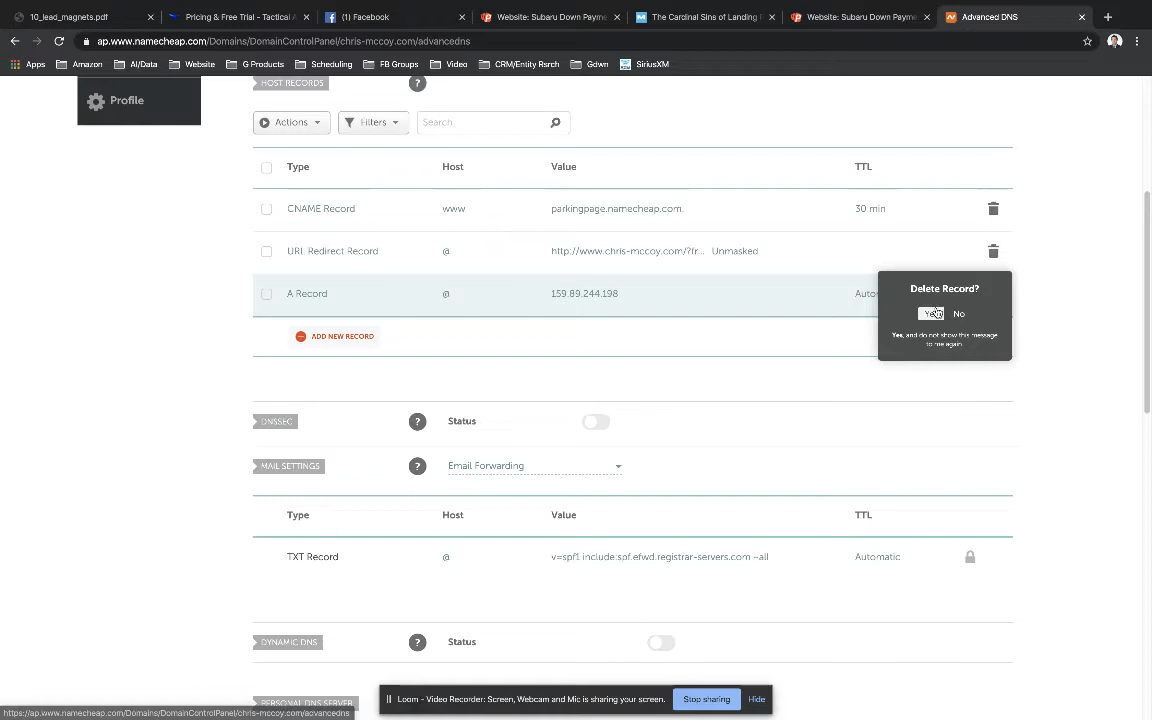 10_lead_magnets.pdf
Pricing & Free Trial - Tactical A
(1) Facebook
Website: Subaru Down Payme
The Cardinal Sins of Landing
Website: Subaru Down Payme
Advanced DNS
ap.www.namecheap.com/Domains/DomainControlPanel/chris-mccoy.com/advancedns
Apps Amazon AI/Data Website G Products Scheduling FB Groups Video CRM/Entity Rsrch Gdwn SiriusXM
Profile
HOST RECORDS ?
Actions Filters Search
Type Host Value TTL
CNAME Record www parkingpage.namecheap.com. 30 min
URL Redirect Record @ http://www.chris-mccoy.com/?fr... Unmasked
A Record @ 159.89.244.198
Delete Record?
Yes No
Yes, and do not show this message
to me again.
ADD NEW RECORD
DNSSEC ? Status
MAIL SETTINGS ? Email Forwarding
Type Host Value TTL
TXT Record @ v=spf1 include:spf.efwd.registrar-servers.com ~all Automatic
DYNAMIC DNS ? Status
PERSONAL DNS SERVER
Loom - Video Recorder: Screen, Webcam and Mic is sharing your screen. Stop sharing Hide
https://ap.www.namecheap.com/Domains/DomainControlPanel/chris-mccoy.com/advancedns